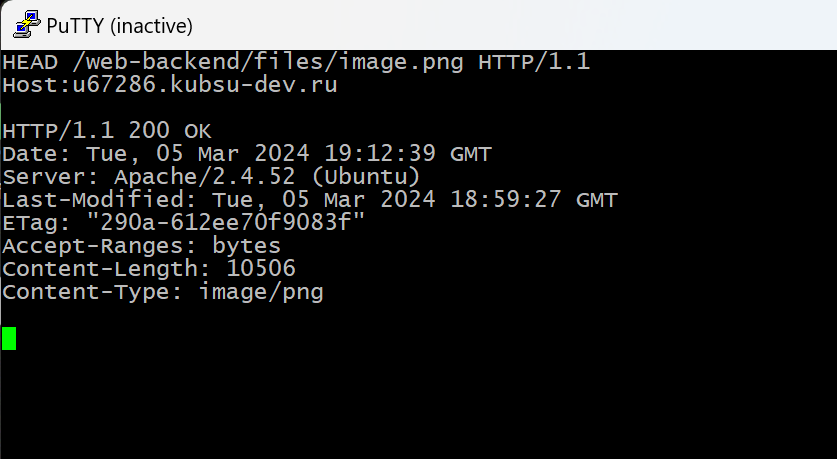 PuTTY (inactive)
HEAD /web-backend/files/image.png HTTP/1.1
Host:u67286.kubsu-dev.ru
HTTP/1.1 200 OK
Date: Tue, 05 Mar 2024 19:12:39 GMT
Server: Apache/2.4.52 (Ubuntu)
Last-Modified: Tue, 05 Mar 2024 18:59:27 GMT
ETag: "290a-612ee70f9083f"
Accept-Ranges: bytes
Content-Length: 10506
Content-Type: image/png